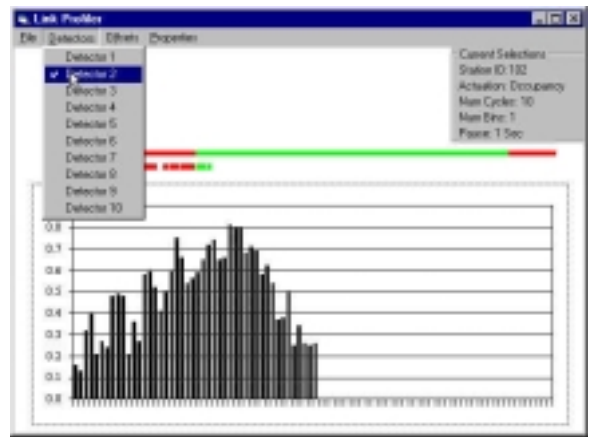 Link Profiler
File Detectors Offsets Properties
Detector 1
Detector 2
Detector 3
Detector 4
Detector 5
Detector 6
Detector 7
Detector 8
Detector 9
Detector 10
Current Selections
Station ID: 102
Actuation: Occupancy
Num Cycles: 10
Num Bins: 1
Pause: 1 Sec
0.8
0.7
0.6
0.5
0.4
0.3
0.2
0.1
0.0